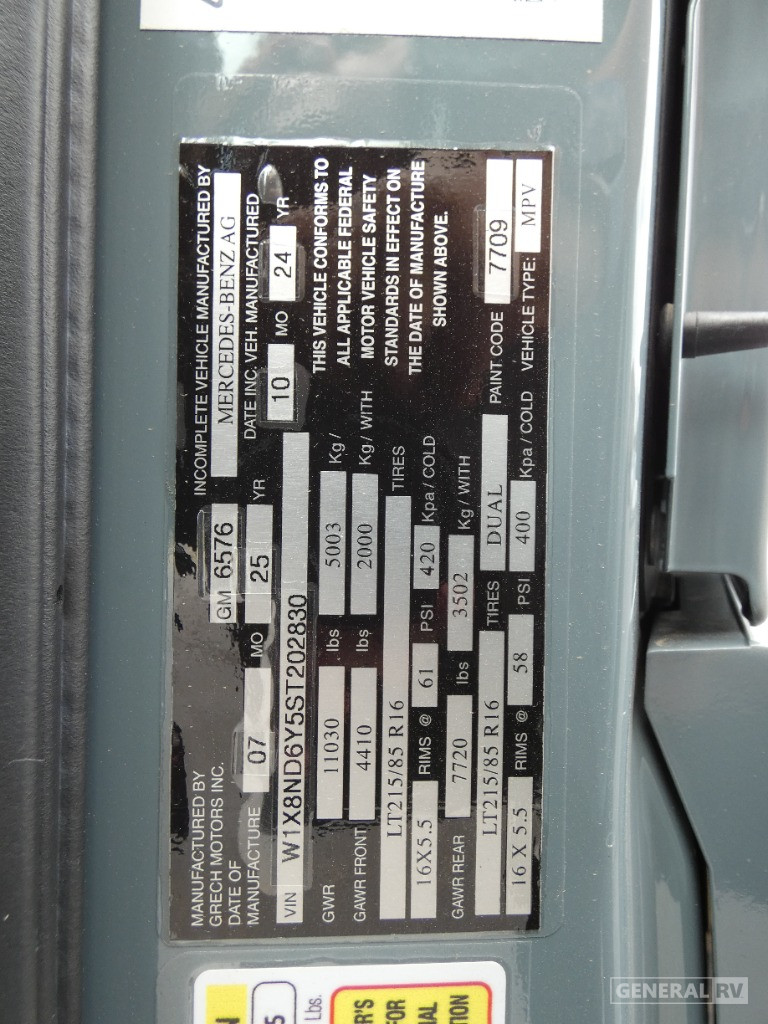 MANUFACTURED BY
GRECH MOTORS INC.
GM 6576
INCOMPLETE VEHICLE MANUFACTURED BY
MERCEDES-BENZ AG
DATE OF
MANUFACTURE 07 MO 25 YR
DATE INC. VEH. MANUFACTURED
10 MO 24 YR
VIN W1X8ND6Y5ST202830
GWR 11030 lbs 5003 Kg/
GAWR FRONT 4410 lbs 2000 Kg/ WITH
LT215/85 R16 TIRES
16X5.5 RIMS @ 61 PSI 420 Kpa / COLD
GAWR REAR 7720 lbs 3502 Kg / WITH
LT215/85 R16 TIRES DUAL
16 X 5.5 RIMS @ 58 PSI 400 Kpa / COLD
THIS VEHICLE CONFORMS TO
ALL APPLICABLE FEDERAL
MOTOR VEHICLE SAFETY
STANDARDS IN EFFECT ON
THE DATE OF MANUFACTURE
SHOWN ABOVE.
PAINT CODE 7709
VEHICLE TYPE: MPV
Lbs.
GENERAL RV